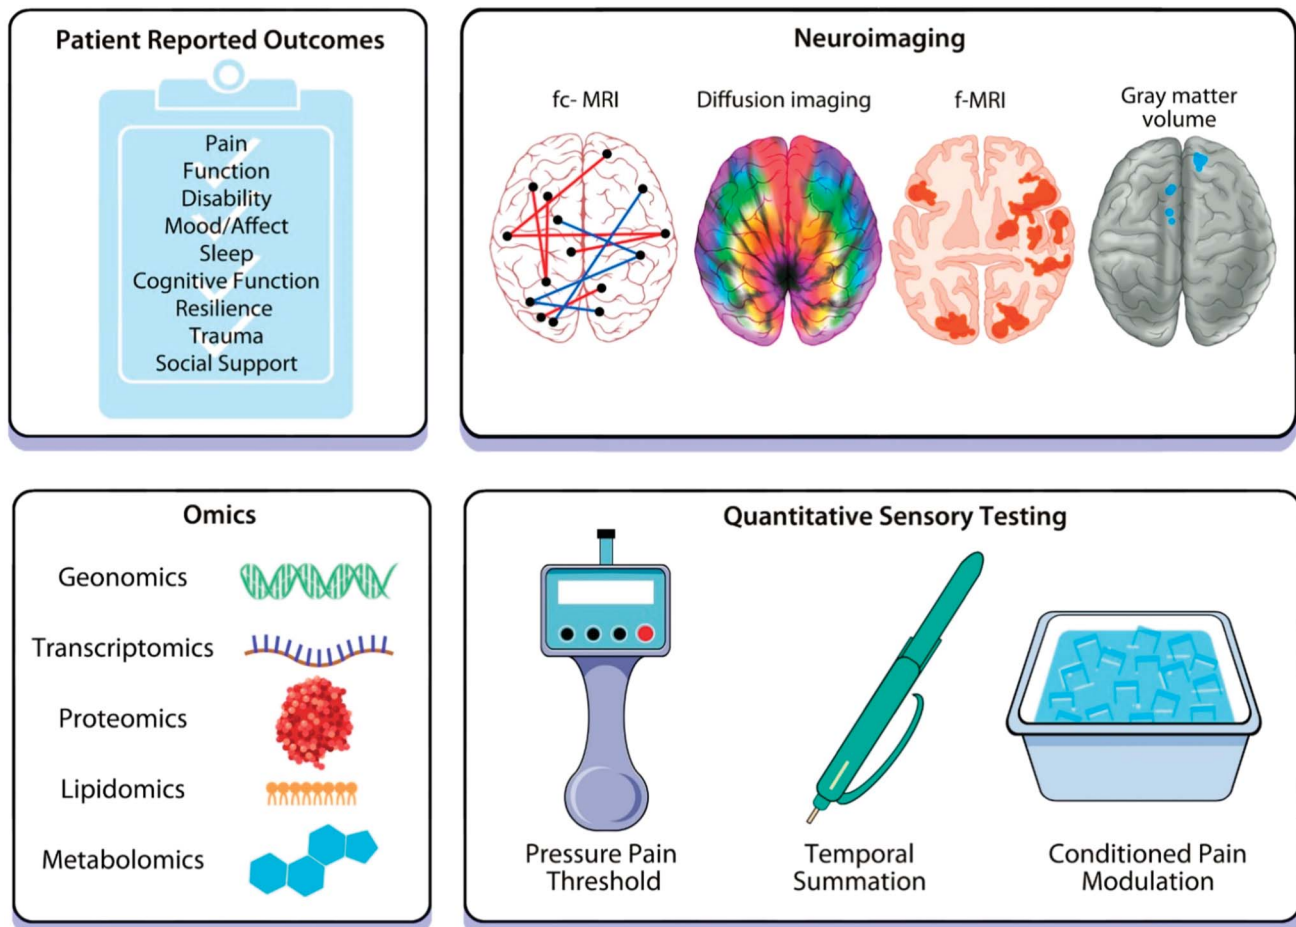 Patient Reported Outcomes
Pain
Function
Disability
Mood/Affect
Sleep
Cognitive Function
Resilience
Trauma
Social Support
Neuroimaging
fc- MRI
Diffusion imaging
f-MRI
Gray matter
volume
Omics
Geonomics
Transcriptomics
Proteomics
Lipidomics
Metabolomics
Quantitative Sensory Testing
Pressure Pain
Threshold
Temporal
Summation
Conditioned Pain
Modulation